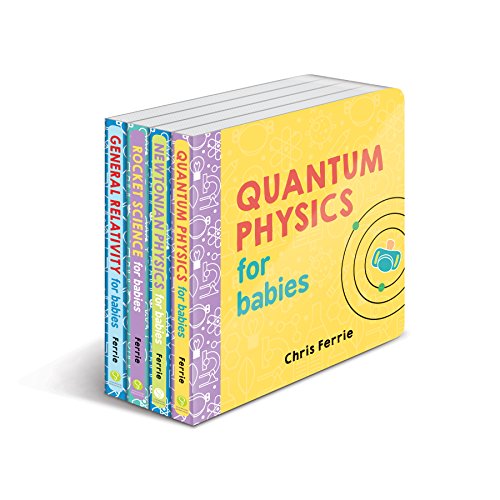 GENERAL RELATIVITY for babies
Ferrie
ROCKET SCIENCE for babies
Ferrie
NEWTONIAN PHYSICS for babies
Ferrie
QUANTUM PHYSICS for babies
Ferrie
QUANTUM
PHYSICS
for
babies
Chris Ferrie